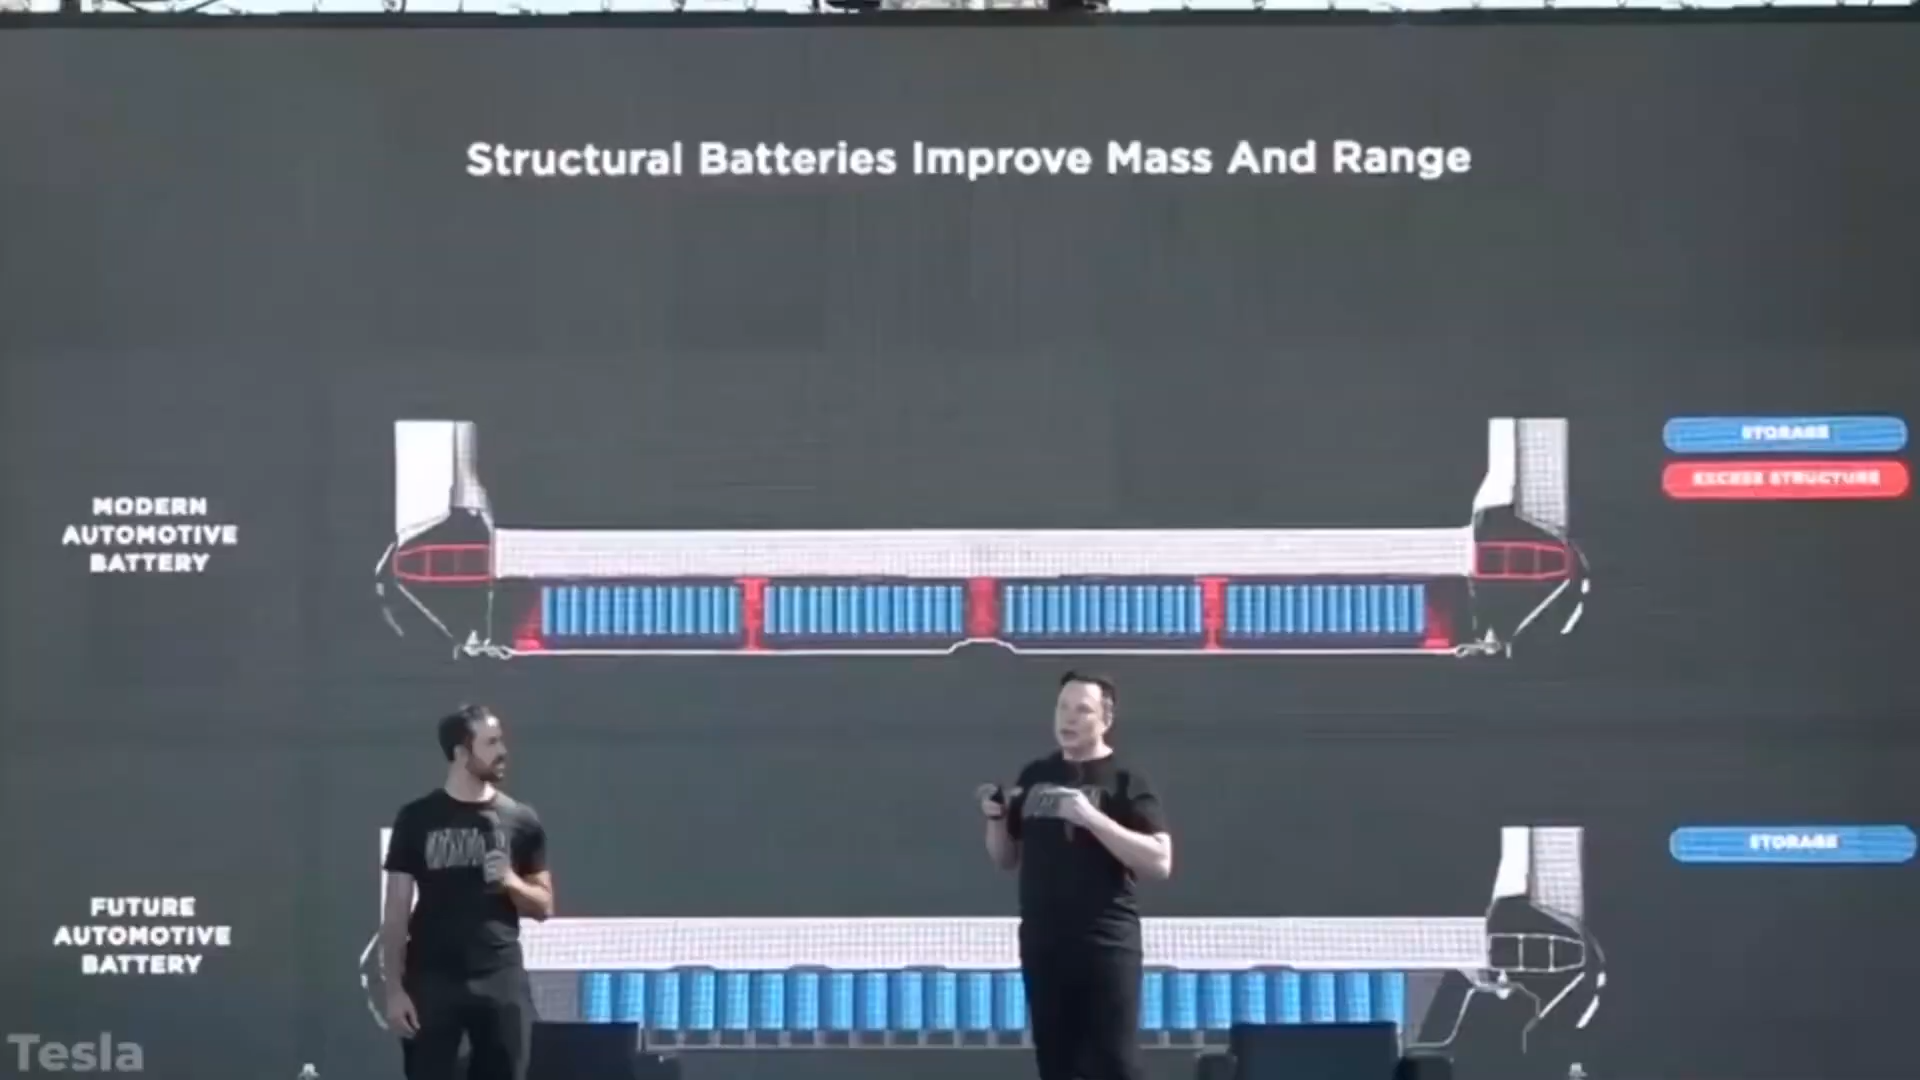 Structural Batteries Improve Mass And Range
STORAGE
EXCESS STRUCTURE
MODERN
AUTOMOTIVE
BATTERY
STORAGE
FUTURE
AUTOMOTIVE
BATTERY
Tesla